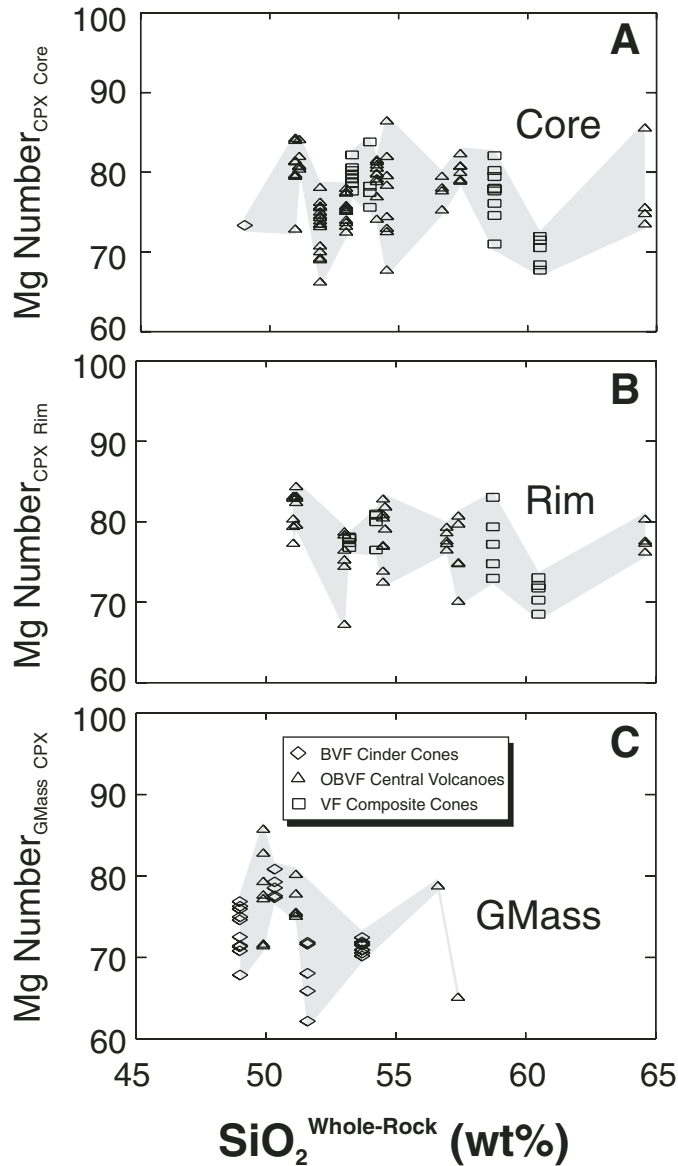 100
90
80
70
60
Mg Number CPX Core
A
Core
100
90
80
70
60
Mg Number CPX Rim
B
Rim
100
90
80
70
60
Mg Number GMass CPX
C
BVF Cinder Cones
OBVF Central Volcanoes
VF Composite Cones
GMass
45 50 55 60 65
SiO2 Whole-Rock (wt%)